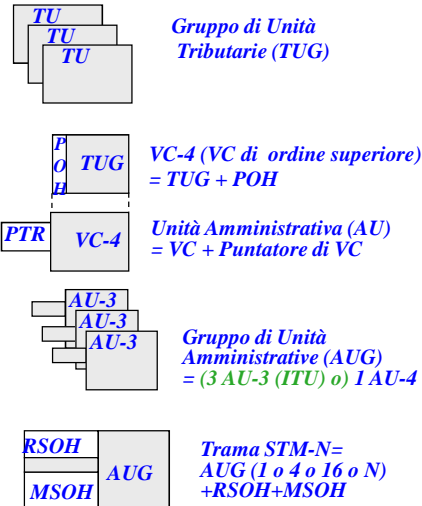 TU
TU
TU
Gruppo di Unità
Tributarie (TUG)
P
O
H
TUG
VC-4 (VC di ordine superiore)
= TUG + POH
PTR
VC-4
Unità Amministrativa (AU)
= VC + Puntatore di VC
AU-3
AU-3
AU-3
Gruppo di Unità
Amministrative (AUG)
= (3 AU-3 (ITU) o) 1 AU-4
RSOH
MSOH
AUG
Trama STM-N=
AUG (1 o 4 o 16 o N)
+RSOH+MSOH